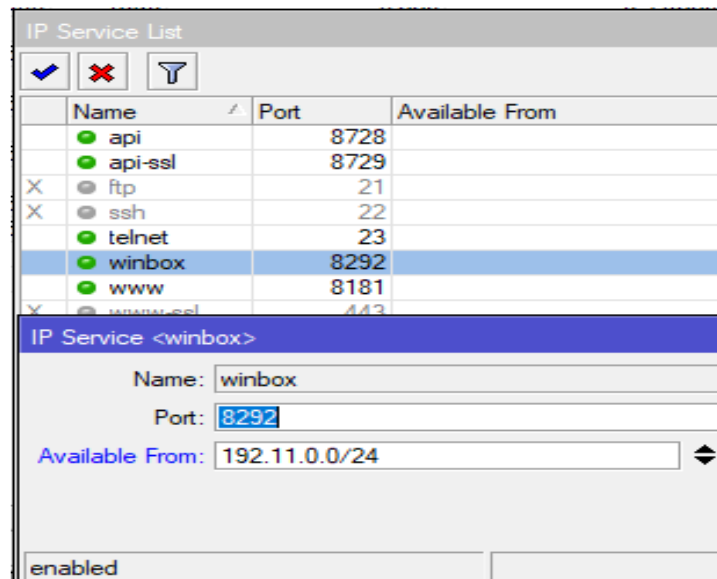 IP Service List
Name Port Available From
api 8728
api-ssl 8729
X ftp 21
X ssh 22
telnet 23
winbox 8292
www 8181
X www-ssl 443
IP Service <winbox>
Name: winbox
Port: 8292
Available From: 192.11.0.0/24
enabled